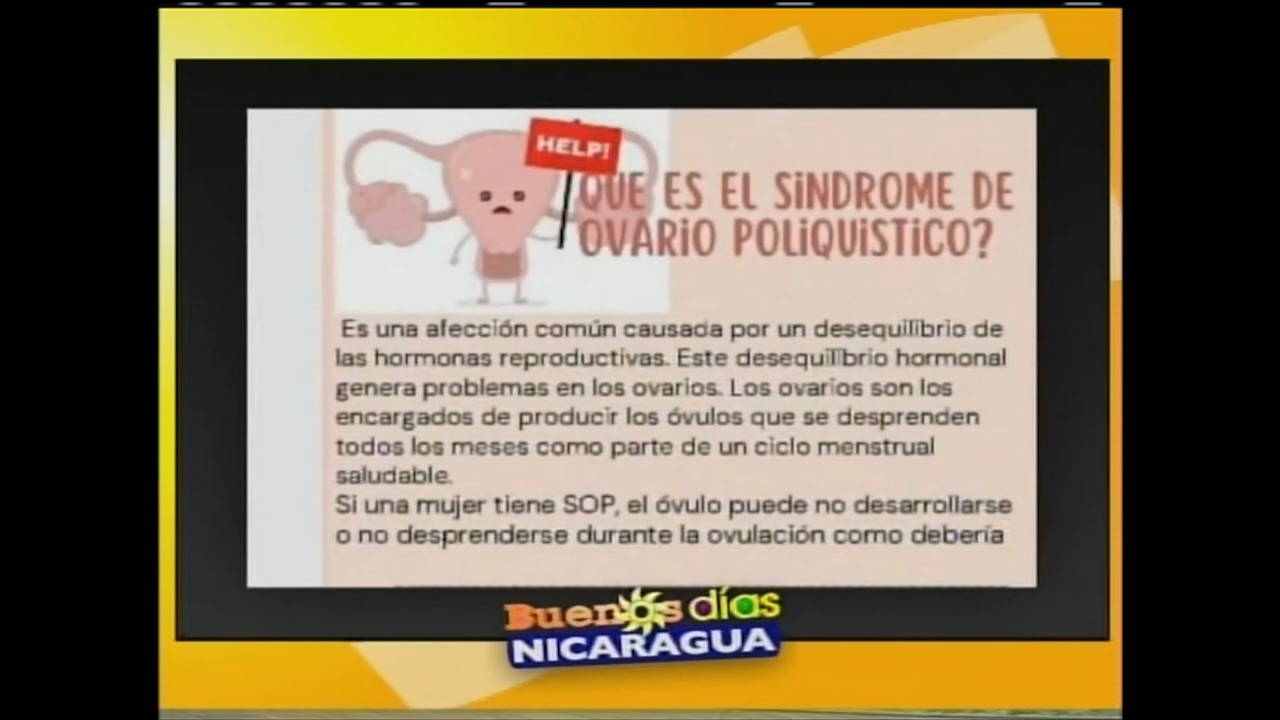 HELP!
QUE ES EL SINDROME DE
OVARIO POLIQUISTICO?
Es una afección común causada por un desequilibrio de
las hormonas reproductivas. Este desequilibrio hormonal
genera problemas en los ovarios. Los ovarios son los
encargados de producir los óvulos que se desprenden
todos los meses como parte de un ciclo menstrual
saludable.
Si una mujer tiene SOP, el óvulo puede no desarrollarse
o no desprenderse durante la ovulación como debería
Buenos días
NICARAGUA